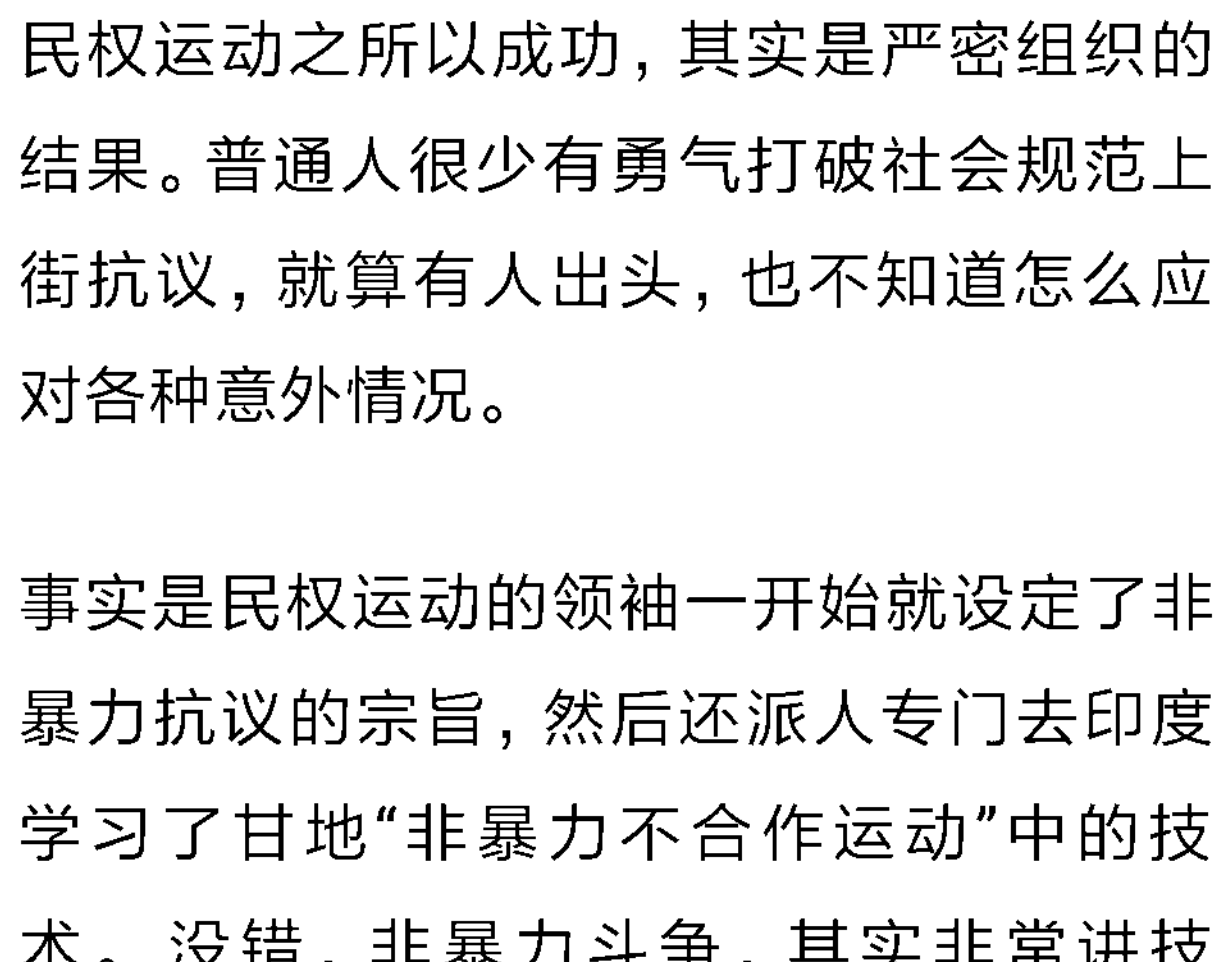 民权运动之所以成功，其实是严密组织的
结果。普通人很少有勇气打破社会规范上
街抗议，就算有人出头，也不知道怎么应
对各种意外情况。
事实是民权运动的领袖一开始就设定了非
暴力抗议的宗旨，然后还派人专门去印度
学习了甘地“非暴力不合作运动”中的技
术。没错，非暴力斗争，其实非常讲技